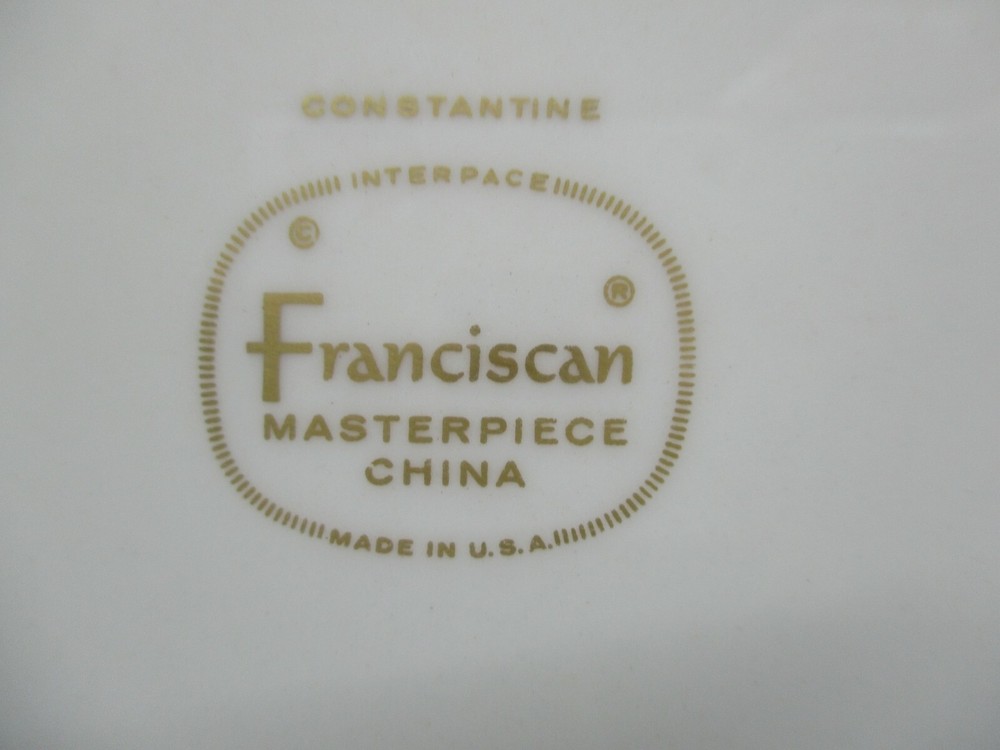 CONSTANTINE
INTERPACE
©
®
Franciscan
MASTERPIECE
CHINA
MADE IN U.S.A.